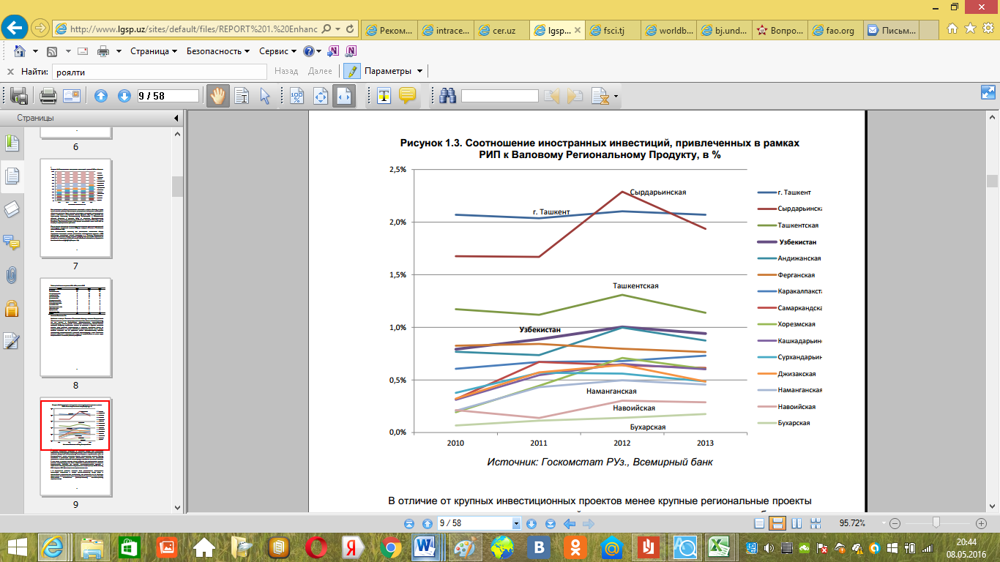 http://www.lgsp.uz/sites/default/files/REPORT%201.%20Enhanc
Реком...
intrace...
cer.uz
lgsp...
fsci.tj
worldb...
bj.und...
Вопро...
fao.org
Письм...
Страница
Безопасность
Сервис
Найти:
роялти
Назад
Далее
Параметры
9 / 58
Страницы
6
7
8
9
Рисунок 1.3. Соотношение иностранных инвестиций, привлеченных в рамках
РИП к Валовому Региональному Продукту, в %
2,5%
2,0%
1,5%
1,0%
0,5%
0,0%
2010
2011
2012
2013
Сырдарьинская
г. Ташкент
Ташкентская
Узбекистан
Наманганская
Навоийская
Бухарская
г. Ташкент
Сырдарьинска
Ташкентская
Узбекистан
Андижанская
Ферганская
Каракалпакста
Самаркандска
Хорезмская
Кашкадарьинс
Сурхандарьин
Джизакская
Наманганская
Навоийская
Бухарская
Источник: Госкомстат РУз., Всемирный банк
В отличие от крупных инвестиционных проектов менее крупные региональные проекты
9 / 58
95.72%
20:44
08.05.2016